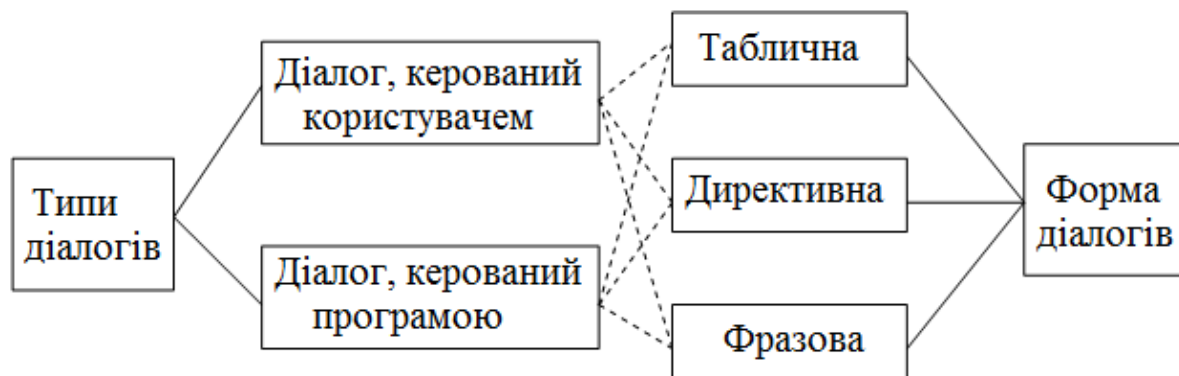 Типи
діалогів
Діалог, керований
користувачем
Діалог, керований
програмою
Таблична
Директивна
Фразова
Форма
діалогів